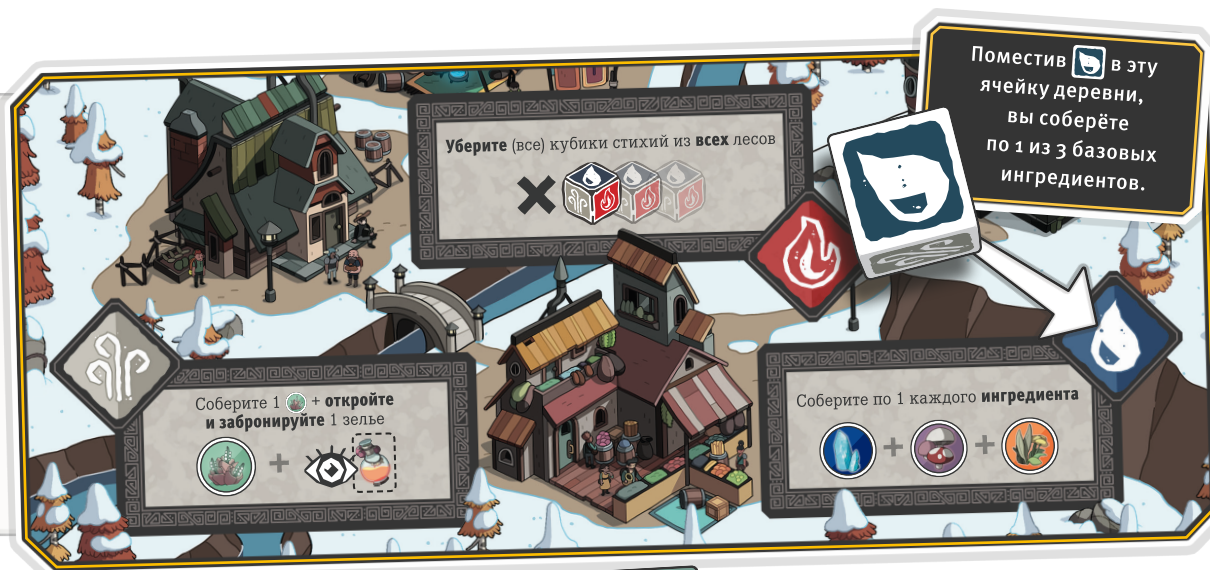 Поместив в эту
ячейку деревни,
вы соберёте
по 1 из 3 базовых
ингредиентов.
Уберите (все) кубики стихий из всех лесов
Соберите 1 + откройте
и забронируйте 1 зелье
+
Соберите по 1 каждого ингредиента
+ +